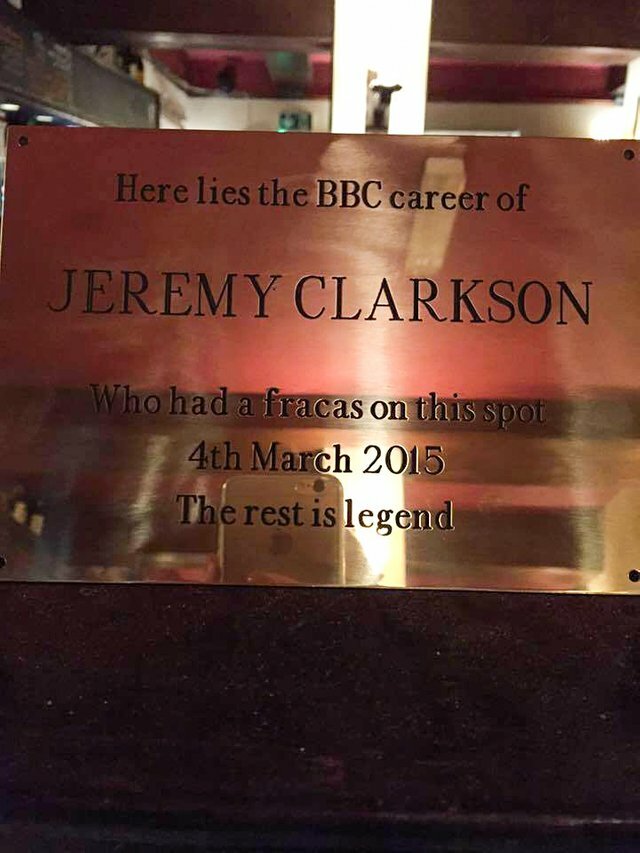 Here lies the BBC career of
JEREMY CLARKSON
Who had a fracas on this spot
4th March 2015
The rest is legend